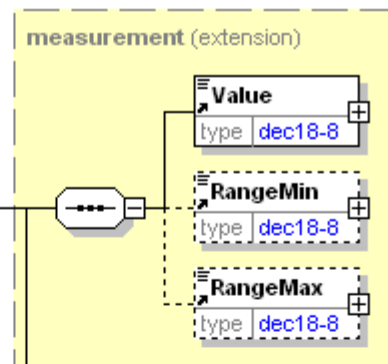 measurement (extension)
Value
type dec18-8
RangeMin
type dec18-8
RangeMax
type dec18-8